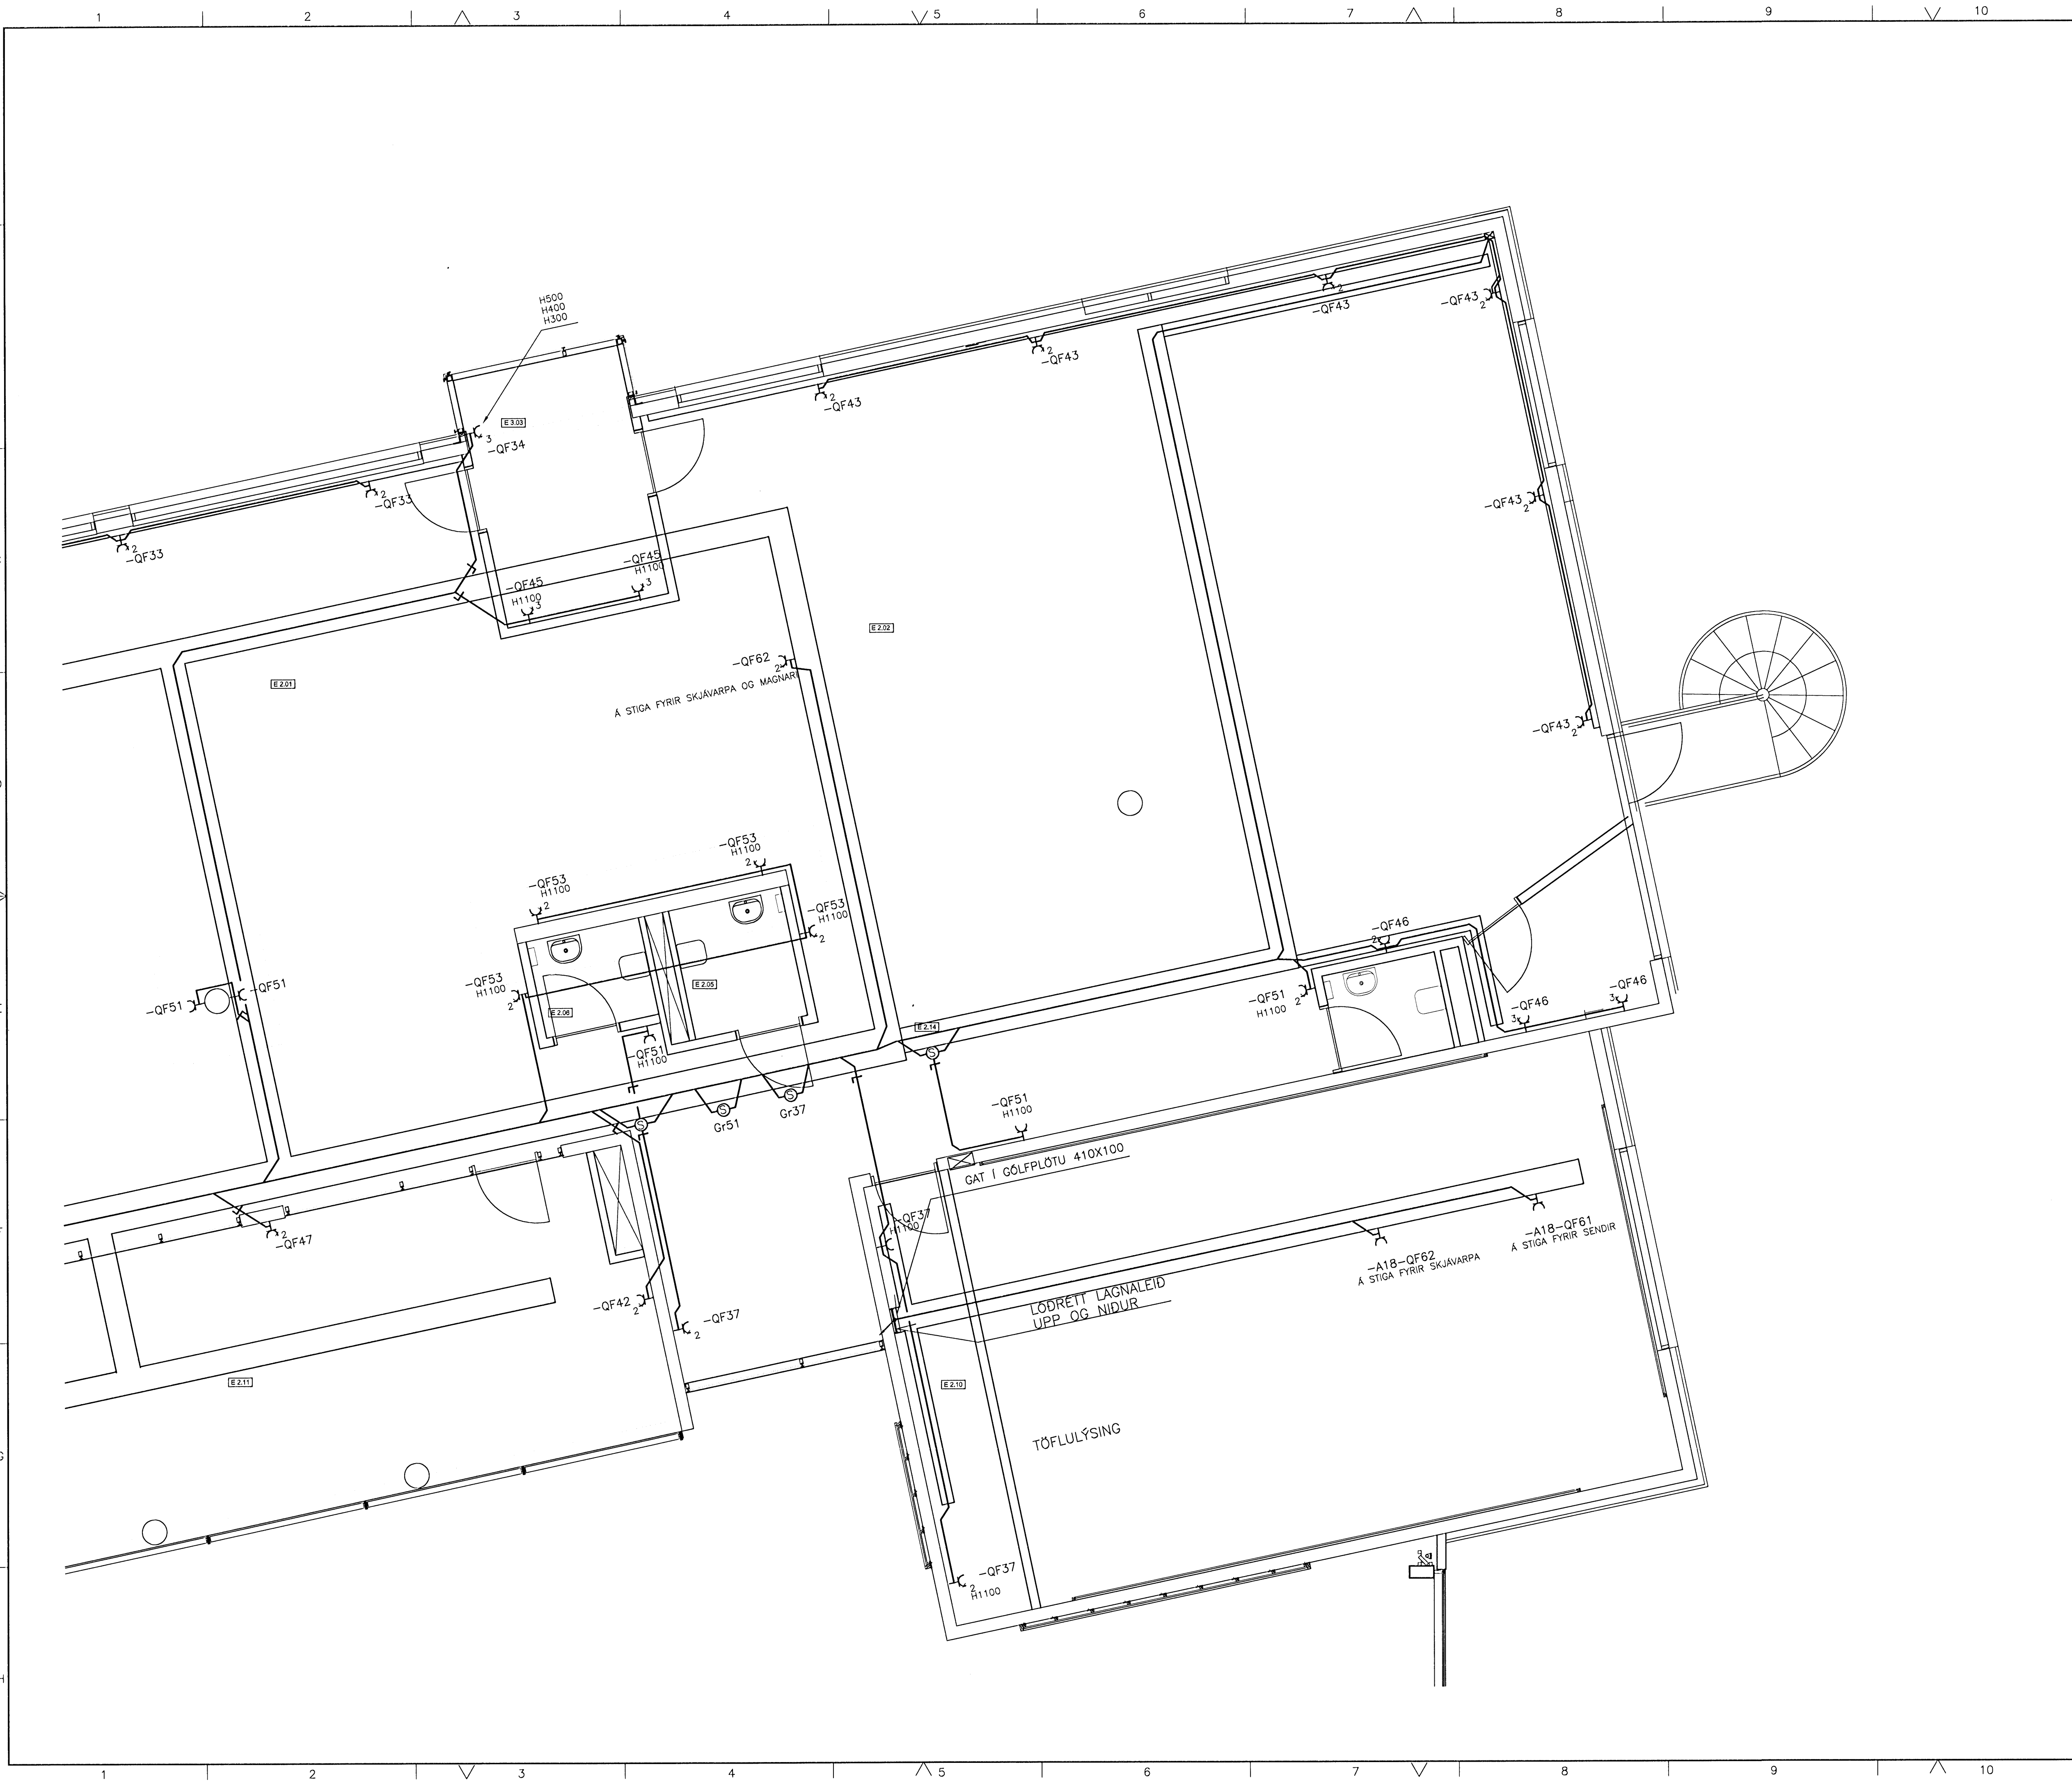 1 2 3 4 5 6 7 8 9 10
H500
H400
H300
E 3.03
3
-QF34
2
-QF33
2
-QF33
2
-QF43
2
-QF43
2
-QF43
-QF43
2
-QF43
2
-QF43
2
-QF45
H1100
3
-QF45
H1100
3
E 2.02
E 2.01
-QF62
2
Á STIGA FYRIR SKJÁVARPA OG MAGNARI
-QF53
H1100
2
-QF53
H1100
2
-QF53
H1100
2
-QF53
H1100
2
E 2.05
E 2.06
-QF51
-QF51
-QF51
H1100
E 2.14
-QF46
2
-QF51
H1100
2
-QF46
3
-QF46
3
Gr51
Gr37
-QF51
H1100
GAT Í GÓLFPLÖTU 410X100
-QF37
H1100
-A18-QF61
Á STIGA FYRIR SENDIR
-A18-QF62
Á STIGA FYRIR SKJÁVARPA
2
-QF47
-QF42
2
-QF37
2
LÓÐRÉTT LAGNALEIÐ
UPP OG NIÐUR
E 2.11
E 2.10
TÖFLULÝSING
-QF37
2
H1100
G
H
1 2 3 4 5 6 7 8 9 10